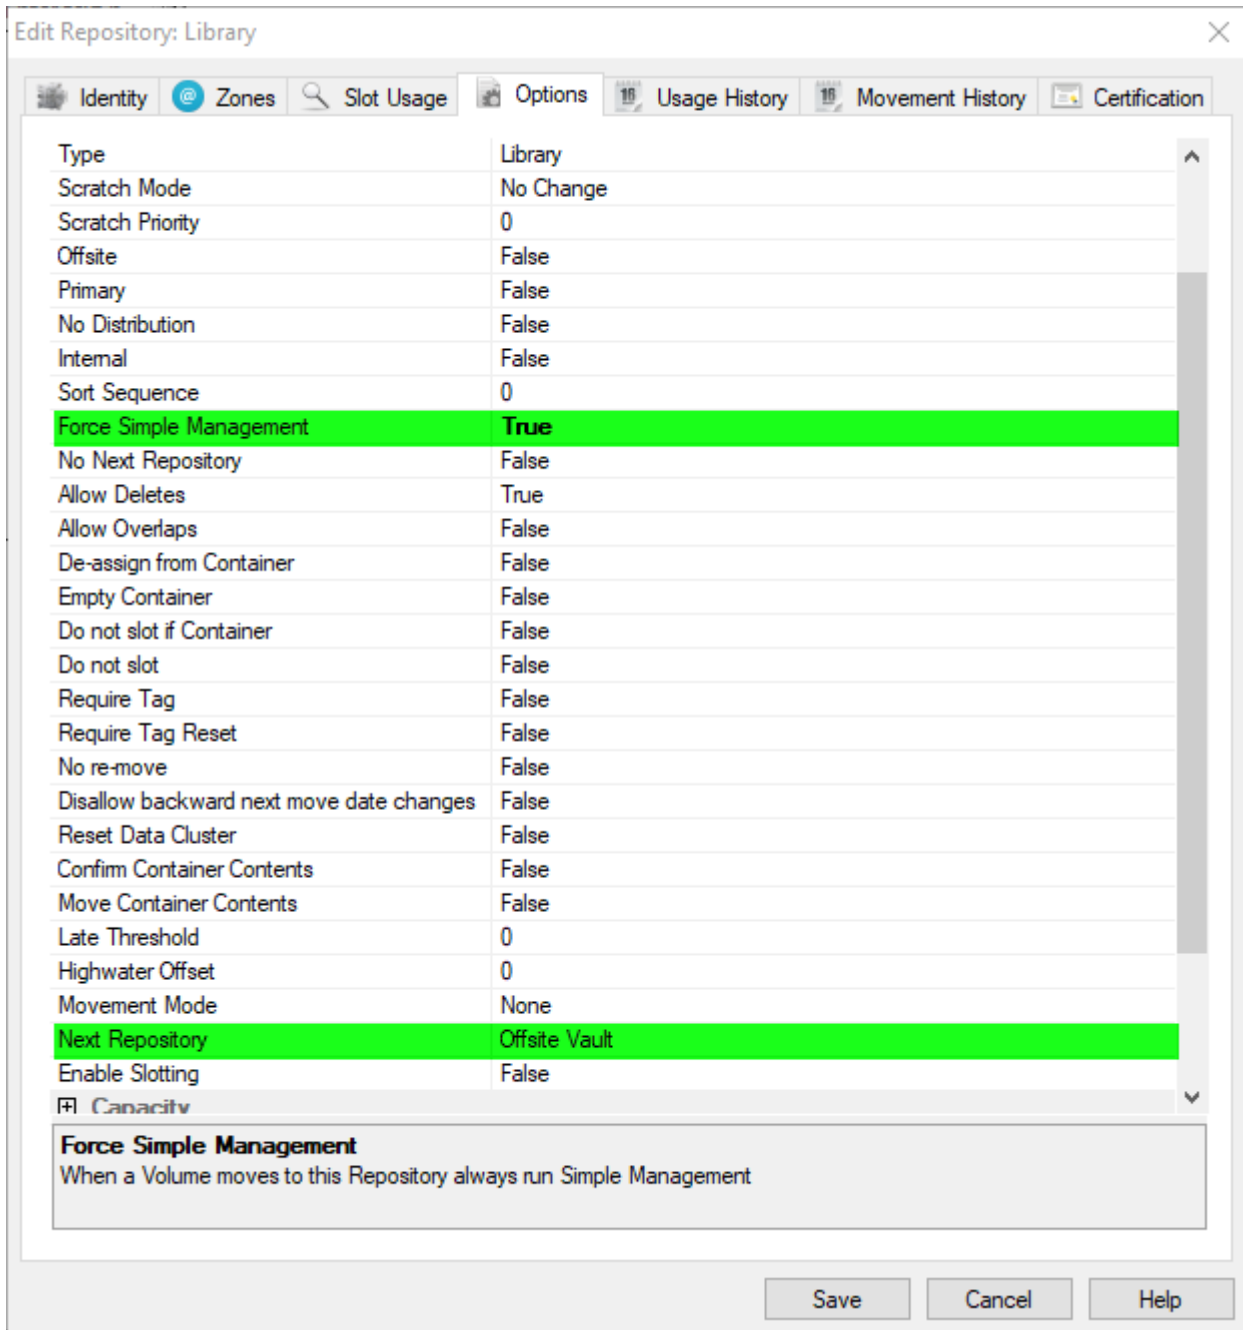 Edit Repository: Library
Identity Zones Slot Usage Options 16 Usage History 16 Movement History Certification
Type Library
Scratch Mode No Change
Scratch Priority 0
Offsite False
Primary False
No Distribution False
Internal False
Sort Sequence 0
Force Simple Management True
No Next Repository False
Allow Deletes True
Allow Overlaps False
De-assign from Container False
Empty Container False
Do not slot if Container False
Do not slot False
Require Tag False
Require Tag Reset False
No re-move False
Disallow backward next move date changes False
Reset Data Cluster False
Confirm Container Contents False
Move Container Contents False
Late Threshold 0
Highwater Offset 0
Movement Mode None
Next Repository Offsite Vault
Enable Slotting False
Capacity
Force Simple Management
When a Volume moves to this Repository always run Simple Management
Save Cancel Help